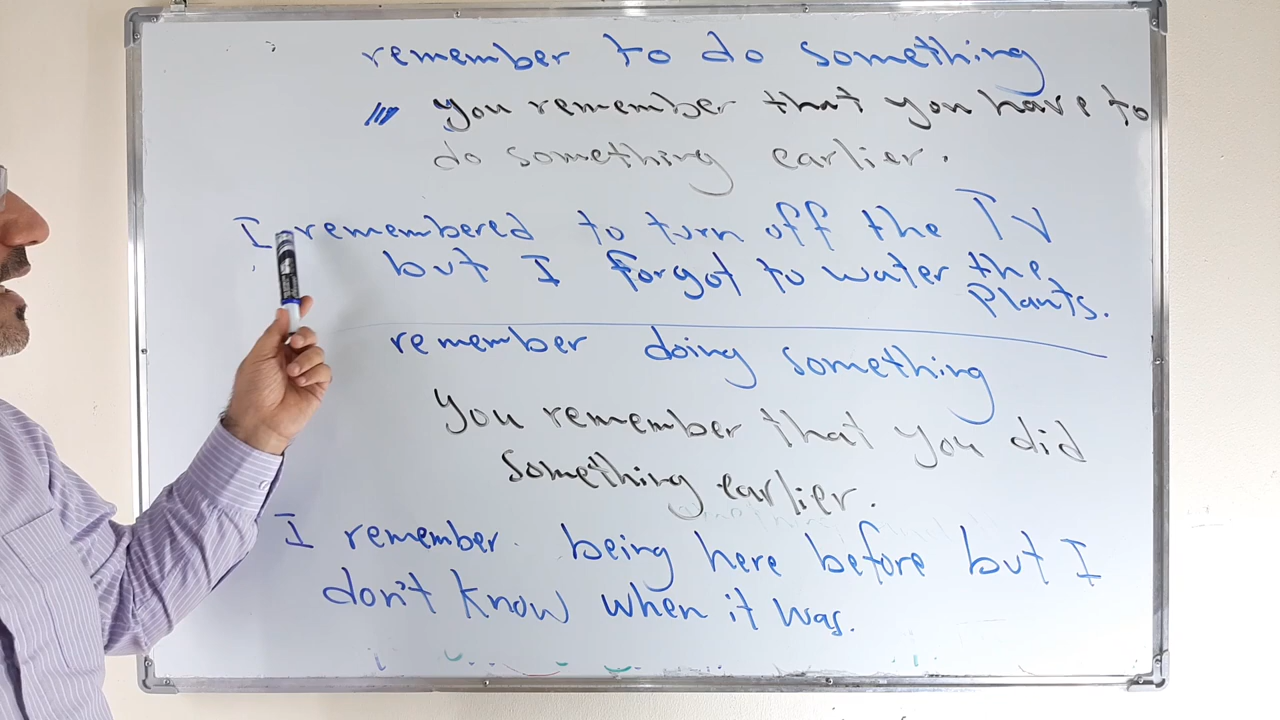 remember to do something
you remember that you have to
do something earlier.
I remembered to turn off the TV
but I forgot to water the
plants.
remember doing something
you remember that you did
something earlier.
I remember being here before but I
don't know when it was.